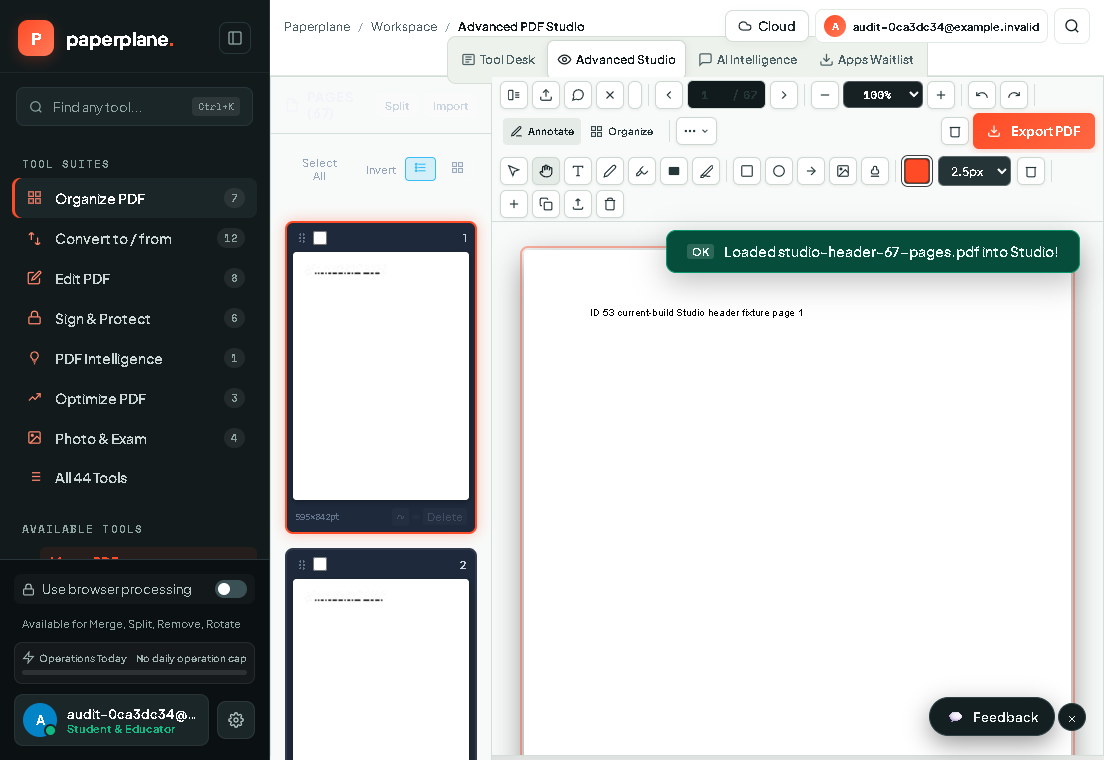 P paperplane.
Find any tool... Ctrl+K
TOOL SUITES
Organize PDF 7
Convert to / from 12
Edit PDF 8
Sign & Protect 6
PDF Intelligence 1
Optimize PDF 3
Photo & Exam 4
All 44 Tools
AVAILABLE TOOLS
Use browser processing
Available for Merge, Split, Remove, Rotate
Operations Today No daily operation cap
A audit-0ca3dc34@...
Student & Educator
Paperplane / Workspace / Advanced PDF Studio
Cloud
A audit-0ca3dc34@example.invalid
Tool Desk
Advanced Studio
AI Intelligence
Apps Waitlist
PAGES (67)
Split
Import
Select All
Invert
1
595×842pt
Delete
2
1 / 67
100%
Annotate
Organize
Export PDF
2.5px
OK Loaded studio-header-67-pages.pdf into Studio!
ID 53 current-build Studio header fixture page 1
Feedback